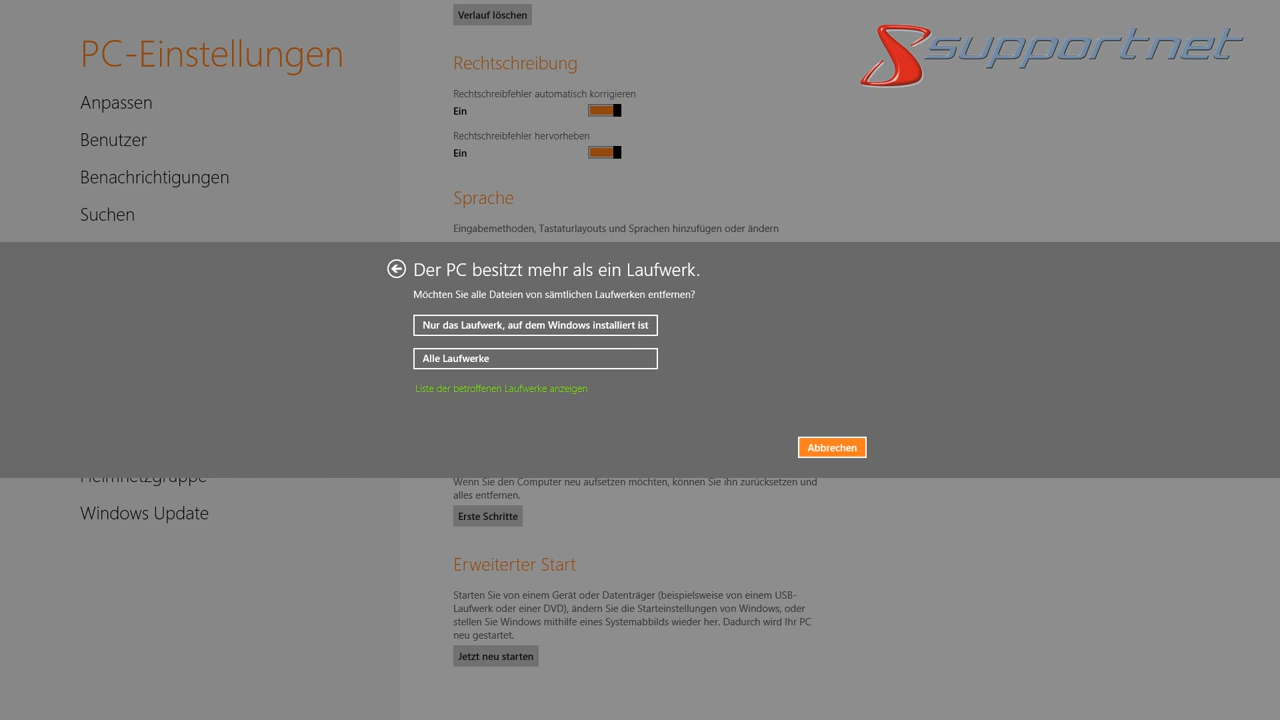 PC-Einstellungen
Anpassen
Benutzer
Benachrichtigungen
Suchen
Heimnetzgruppe
Windows Update
Verlauf löschen
Rechtschreibung
Rechtschreibfehler automatisch korrigieren
Ein
Rechtschreibfehler hervorheben
Ein
Sprache
Eingabemethoden, Tastaturlayouts und Sprachen hinzufügen oder ändern
supportnet
Der PC besitzt mehr als ein Laufwerk.
Möchten Sie alle Dateien von sämtlichen Laufwerken entfernen?
Nur das Laufwerk, auf dem Windows installiert ist
Alle Laufwerke
Liste der betroffenen Laufwerke anzeigen
Abbrechen
Wenn Sie den Computer neu aufsetzen möchten, können Sie ihn zurücksetzen und
alles entfernen.
Erste Schritte
Erweiterter Start
Starten Sie von einem Gerät oder Datenträger (beispielsweise von einem USB-
Laufwerk oder einer DVD), ändern Sie die Starteinstellungen von Windows, oder
stellen Sie Windows mithilfe eines Systemabbilds wieder her. Dadurch wird Ihr PC
neu gestartet.
Jetzt neu starten